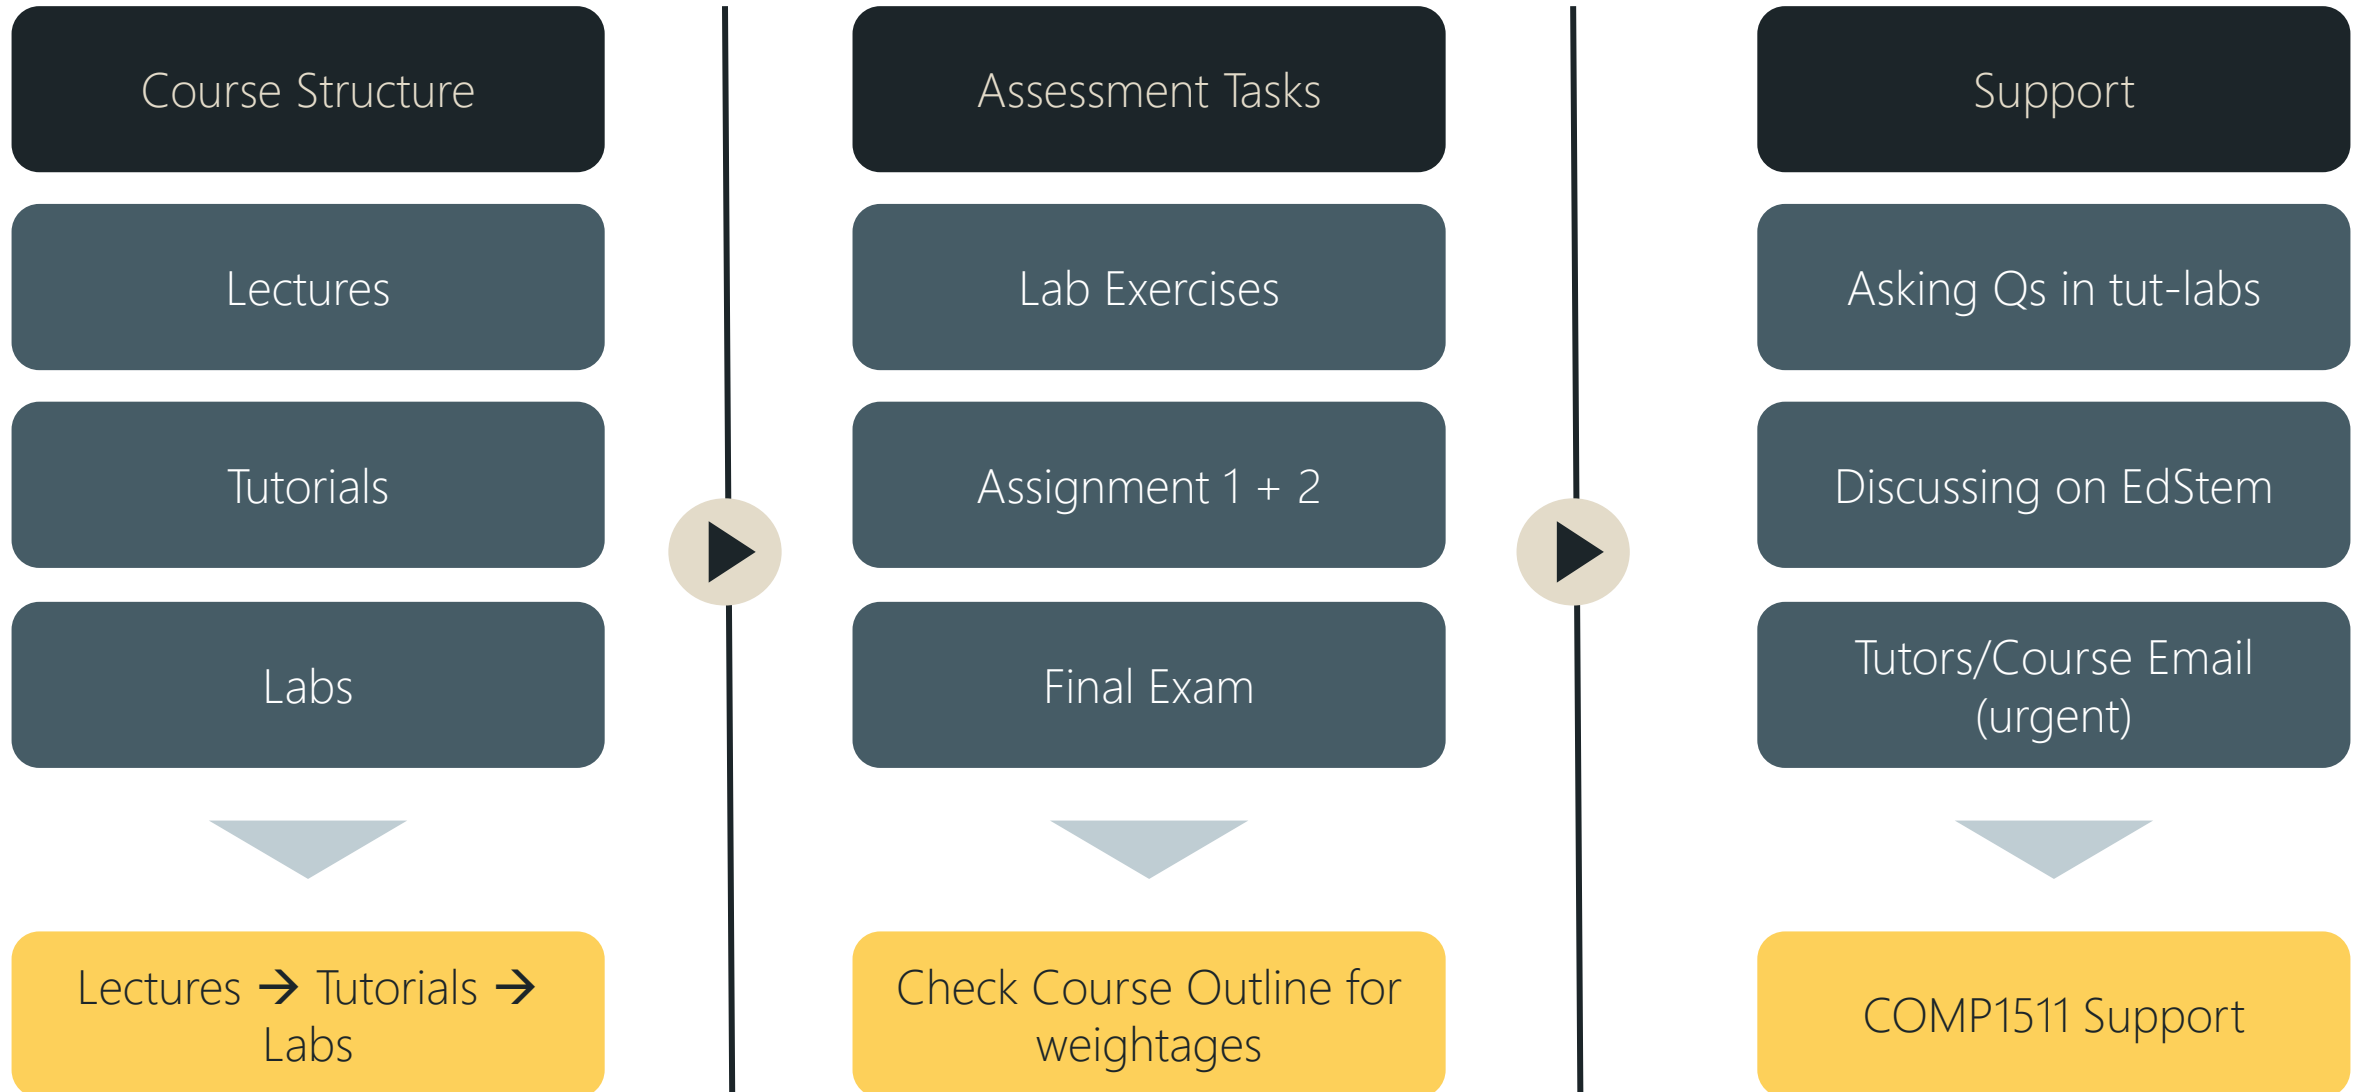 Course Structure
Lectures
Tutorials
Labs
Lectures → Tutorials →
Labs
Assessment Tasks
Lab Exercises
Assignment 1 + 2
Final Exam
Check Course Outline for
weightages
Support
Asking Qs in tut-labs
Discussing on EdStem
Tutors/Course Email
(urgent)
COMP1511 Support